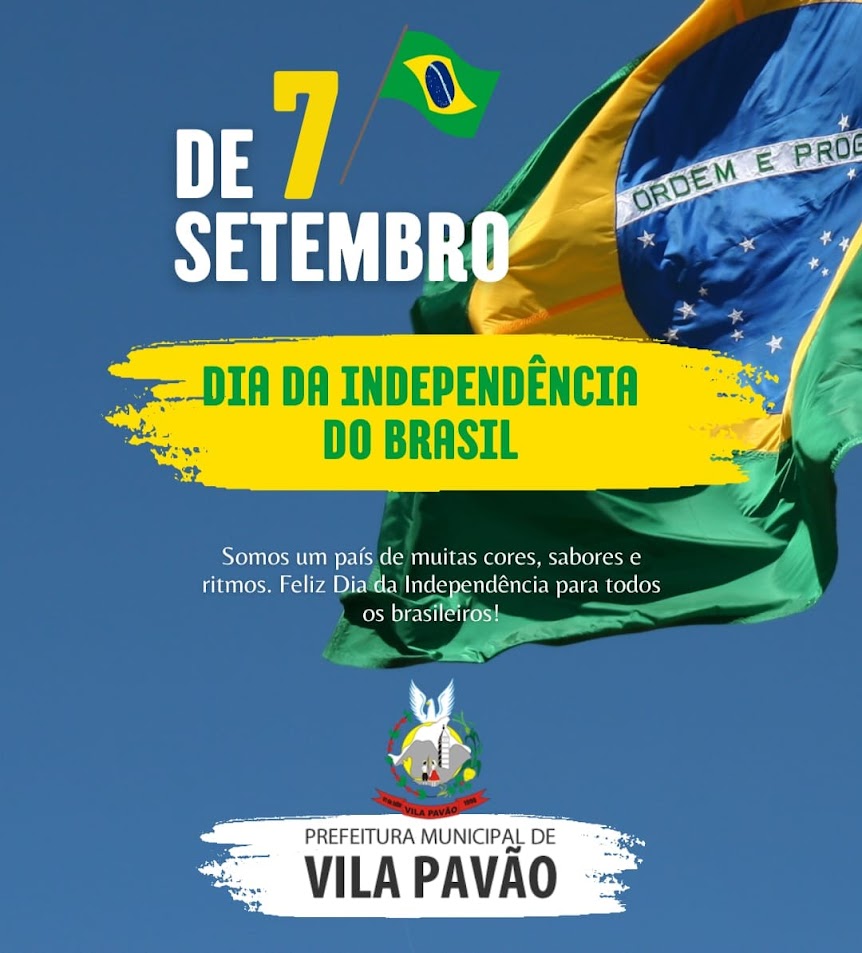 DE 7
SETEMBRO
ORDEM E PROG
DIA DA INDEPENDÊNCIA
DO BRASIL
Somos um país de muitas cores, sabores e
ritmos. Feliz Dia da Independência para todos
os brasileiros!
VILA PAVÃO
PREFEITURA MUNICIPAL DE
VILA PAVÃO